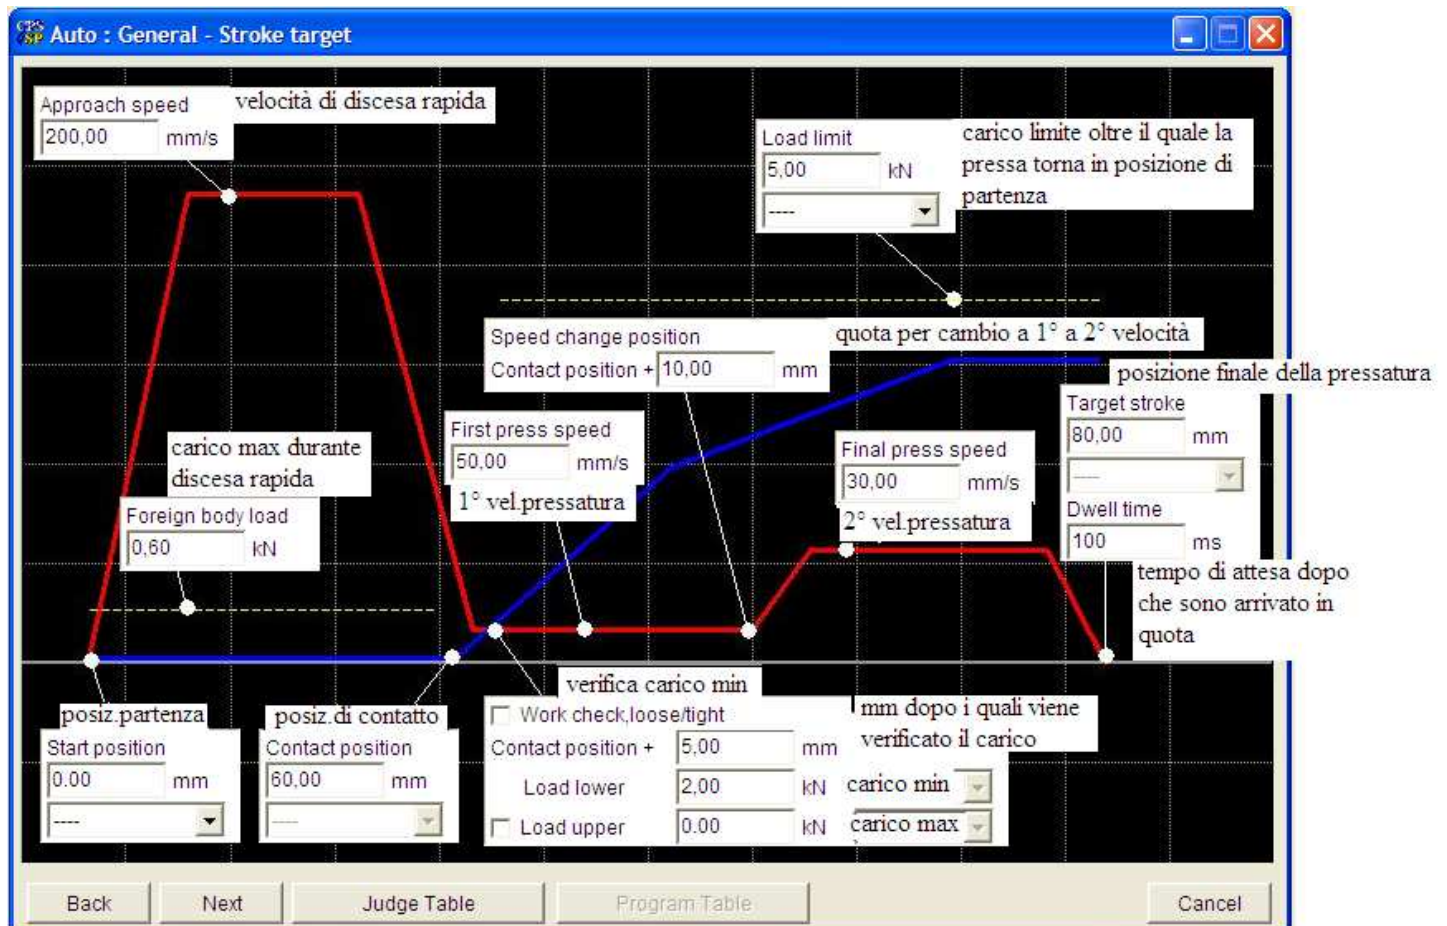 CPS
SP
Auto : General - Stroke target
Approach speed
200,00 mm/s
velocità di discesa rapida
Load limit
5,00 kN
----
carico limite oltre il quale la
pressa torna in posizione di
partenza
Speed change position
Contact position + 10,00 mm
quota per cambio a 1° a 2° velocità
posizione finale della pressatura
Target stroke
80,00 mm
----
Dwell time
100 ms
tempo di attesa dopo
che sono arrivato in
quota
First press speed
50,00 mm/s
1° vel.pressatura
Final press speed
30,00 mm/s
2° vel.pressatura
carico max durante
discesa rapida
Foreign body load
0,60 kN
posiz.partenza
Start position
0.00 mm
----
posiz.di contatto
Contact position
60,00 mm
----
verifica carico min
Work check,loose/tight
Contact position + 5,00 mm
mm dopo i quali viene
verificato il carico
Load lower 2,00 kN carico min
Load upper 0.00 kN carico max
Back Next Judge Table Program Table Cancel